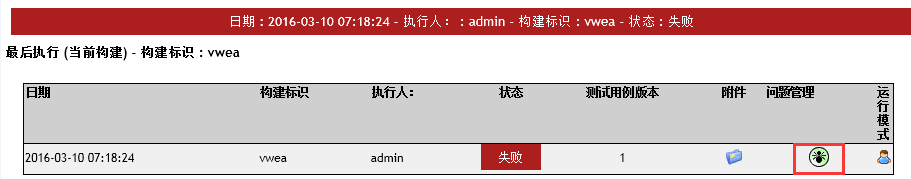 日期：2016-03-10 07:18:24 - 执行人：：admin - 构建标识：vwea - 状态：失败
最后执行 (当前构建) - 构建标识：vwea
日期 构建标识 执行人： 状态 测试用例版本 附件 问题管理 运行模式
2016-03-10 07:18:24 vwea admin 失败 1